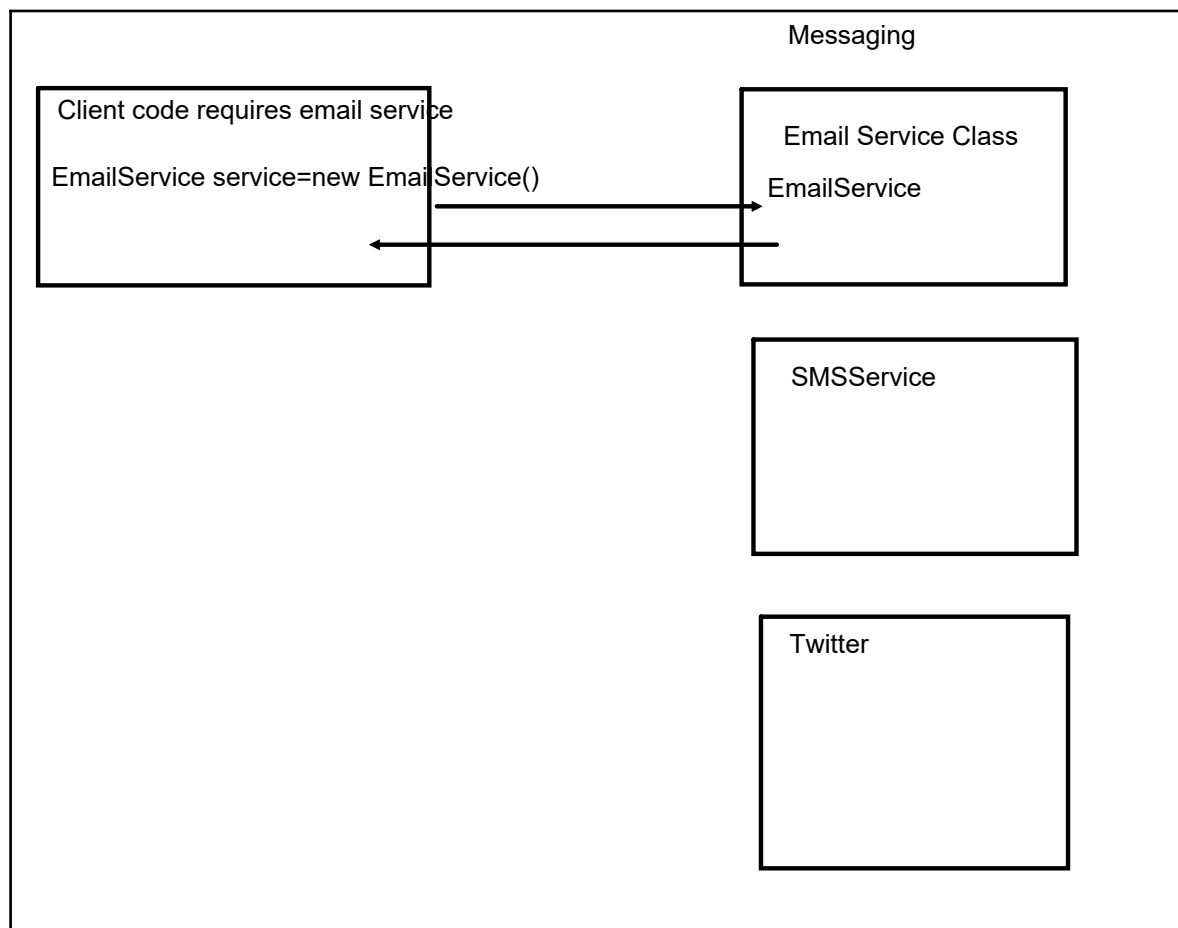 Messaging
Client code requires email service
EmailService service=new EmailService()
Email Service Class
EmailService
SMSService
Twitter